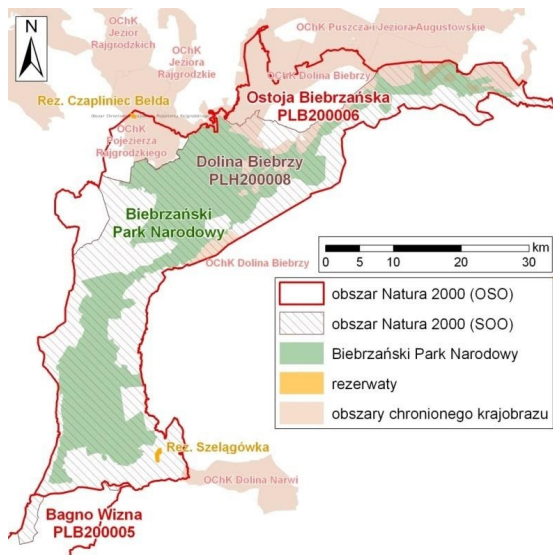 N
OChK
Jezior
Rajgrodzkich
OChK
Jeziora
Rajgrodzkie
OChK Puszcza i Jeziora Augustowskie
OChK Dolina Biebrzy
Rez. Czapliniec Bełda
Ostoja Biebrzańska
PLB200006
OChK
Pojezierza
Rajgrodzkiego
Dolina Biebrzy
PLH200008
Biebrzański
Park Narodowy
OChK Dolina Biebrzy
km
0 5 10 20 30
obszar Natura 2000 (OSO)
obszar Natura 2000 (SOO)
Biebrzański Park Narodowy
rezerwaty
obszary chronionego krajobrazu
Rez. Szelągówka
OChK Dolina Narwi
Bagno Wizna
PLB200005